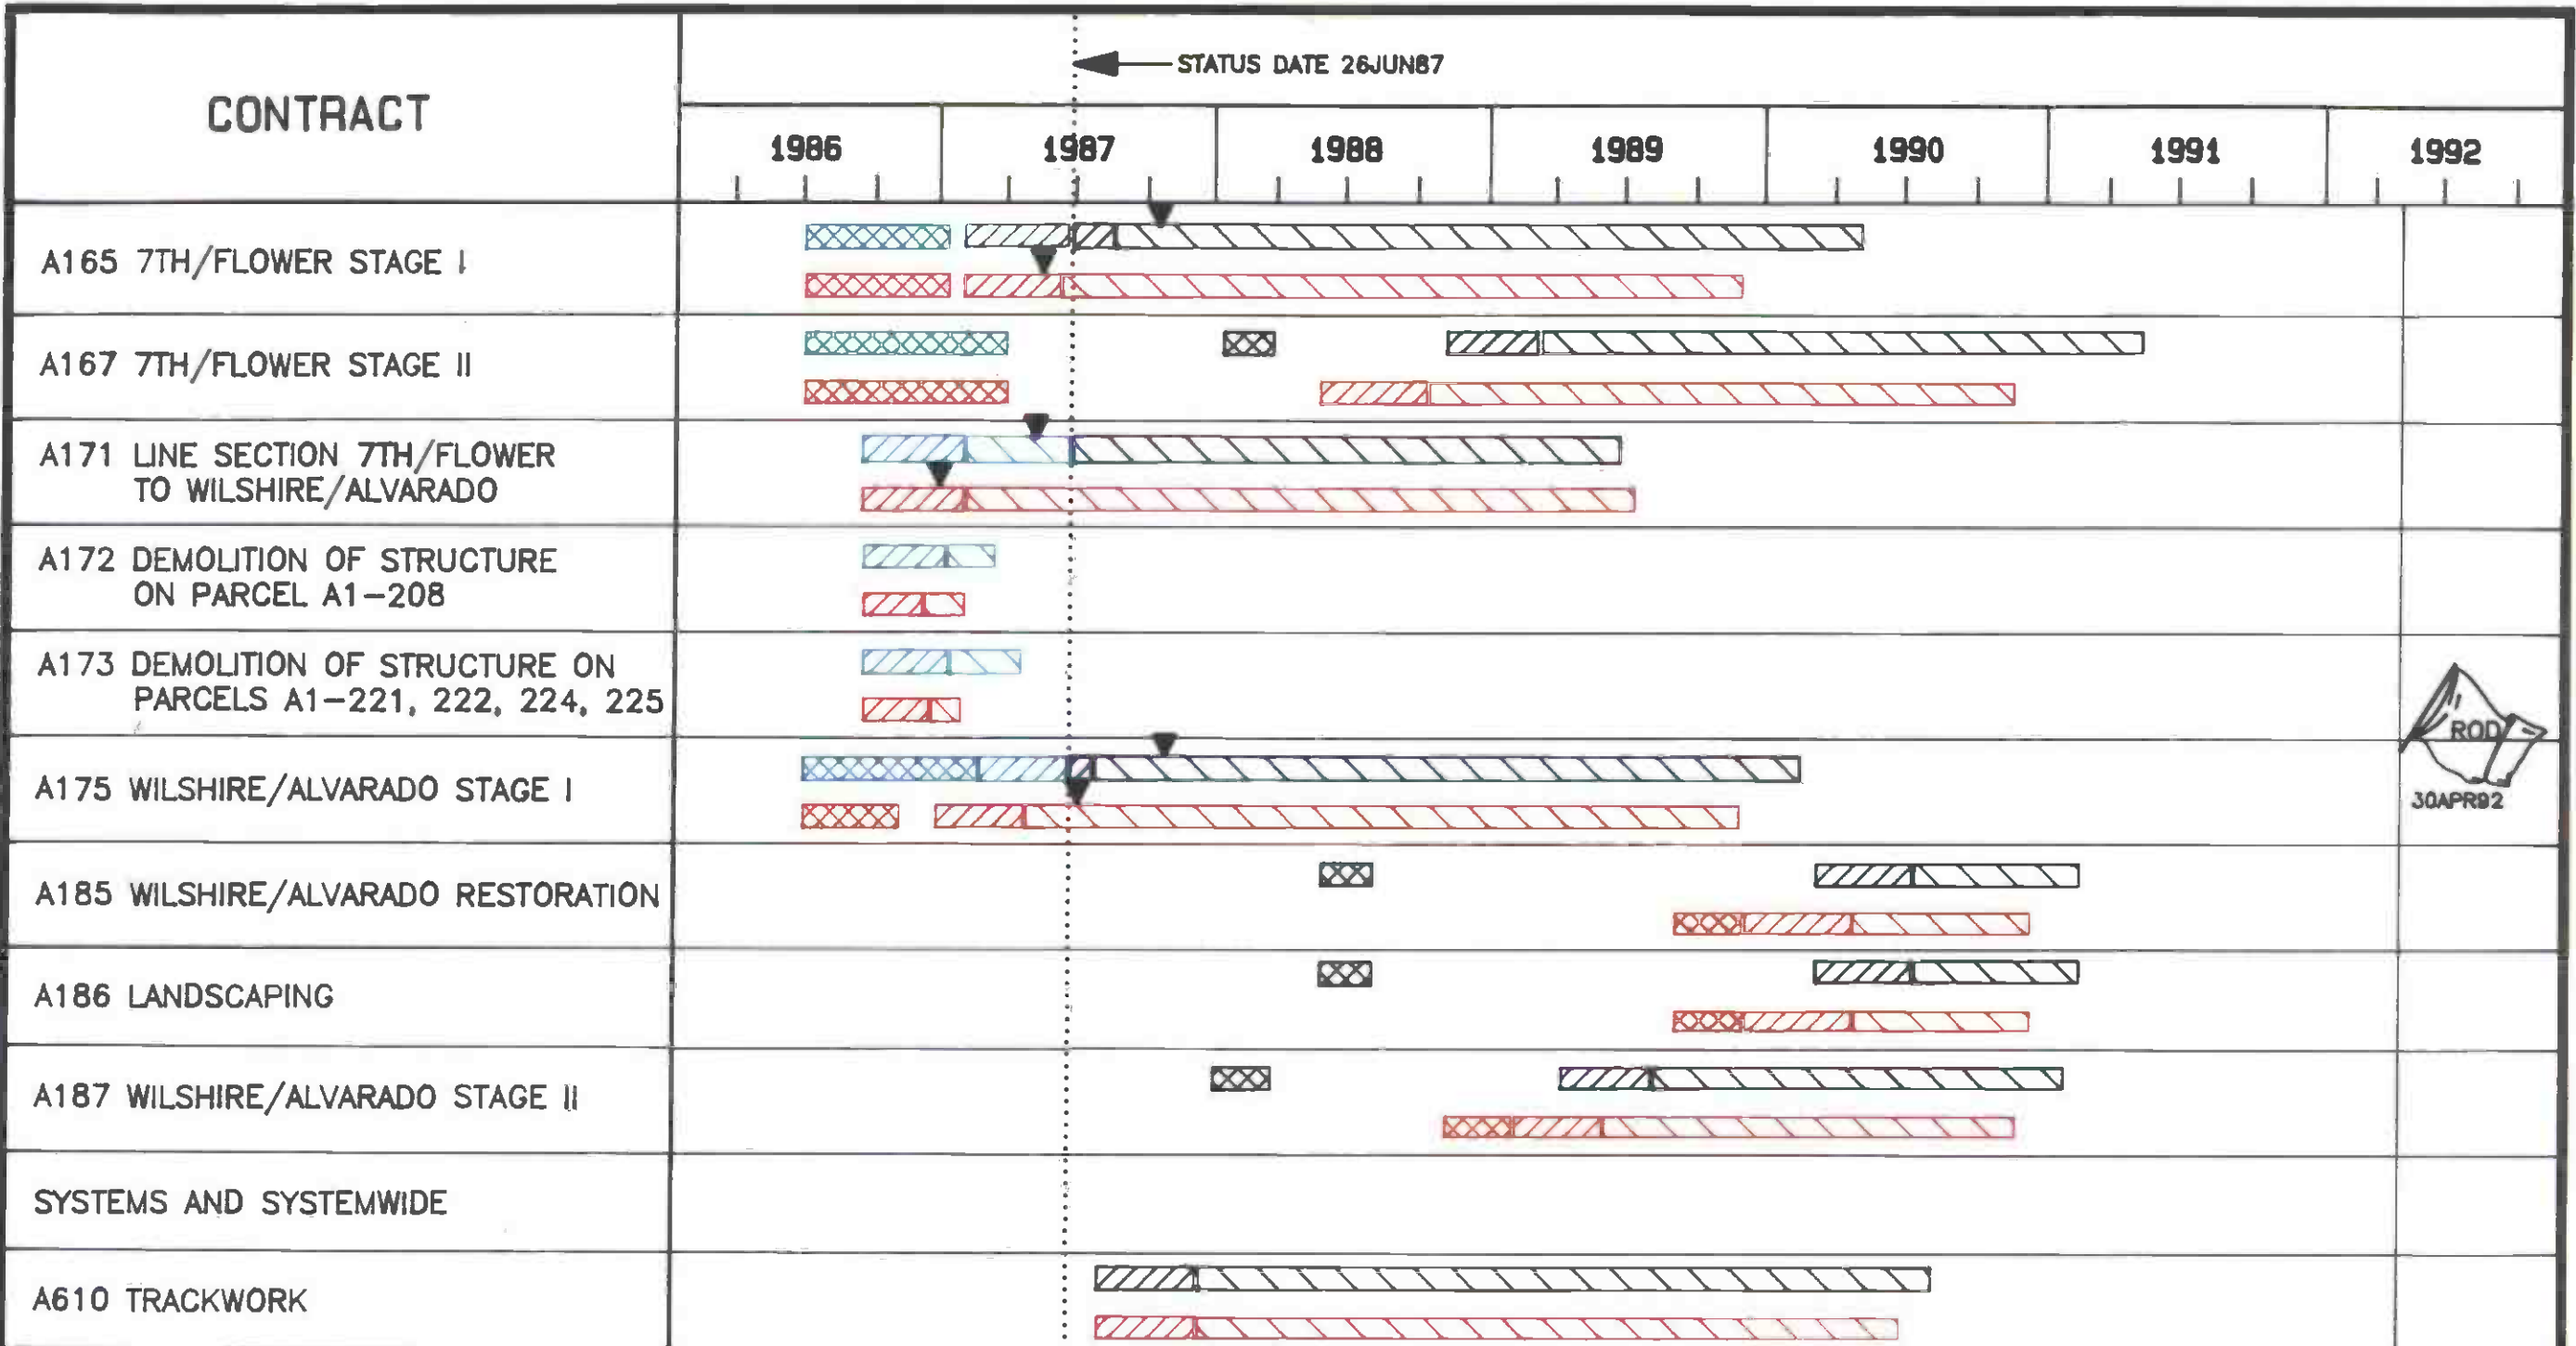 STATUS DATE 26JUN87
CONTRACT
1986 1987 1988 1989 1990 1991 1992
A165 7TH/FLOWER STAGE I
A167 7TH/FLOWER STAGE II
A171 LINE SECTION 7TH/FLOWER
TO WILSHIRE/ALVARADO
A172 DEMOLITION OF STRUCTURE
ON PARCEL A1-208
A173 DEMOLITION OF STRUCTURE ON
PARCELS A1-221, 222, 224, 225
ROD
A175 WILSHIRE/ALVARADO STAGE I
30APR92
A185 WILSHIRE/ALVARADO RESTORATION
A186 LANDSCAPING
A187 WILSHIRE/ALVARADO STAGE II
SYSTEMS AND SYSTEMWIDE
A610 TRACKWORK